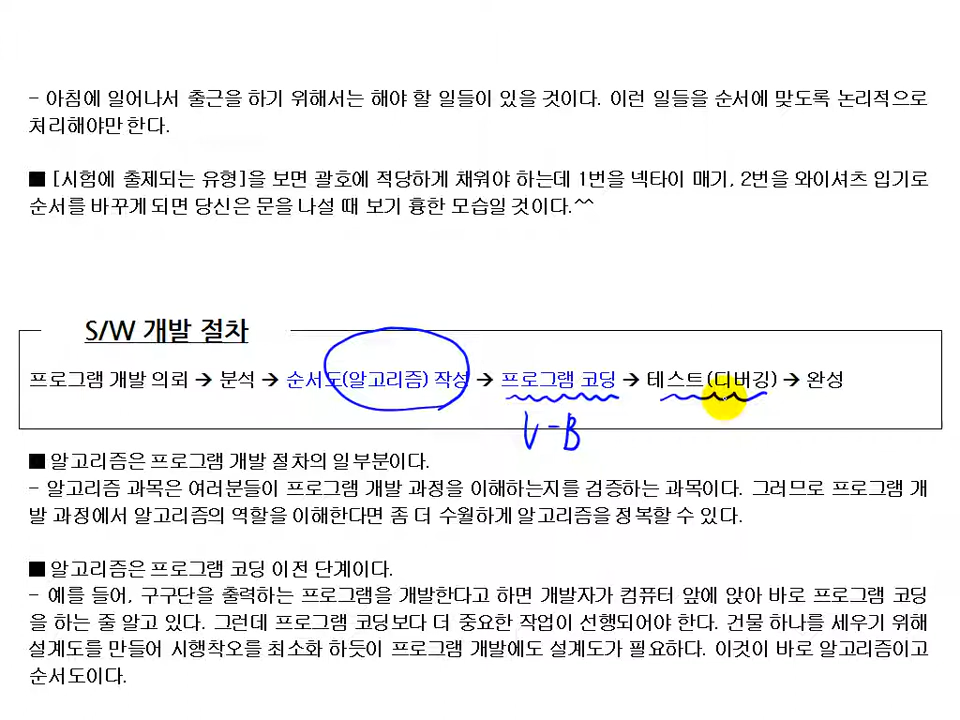 - 아침에 일어나서 출근을 하기 위해서는 해야 할 일들이 있을 것이다. 이런 일들을 순서에 맞도록 논리적으로
처리해야만 한다.
■ [시험에 출제되는 유형]을 보면 괄호에 적당하게 채워야 하는데 1번을 넥타이 매기, 2번을 와이셔츠 입기로
순서를 바꾸게 되면 당신은 문을 나설 때 보기 흉한 모습일 것이다.^^
S/W 개발 절차
프로그램 개발 의뢰 → 분석 → 순서도(알고리즘) 작성 → 프로그램 코딩 → 테스트(디버깅) → 완성
V-B
■ 알고리즘은 프로그램 개발 절차의 일부분이다.
- 알고리즘 과목은 여러분들이 프로그램 개발 과정을 이해하는지를 검증하는 과목이다. 그러므로 프로그램 개
발 과정에서 알고리즘의 역할을 이해한다면 좀 더 수월하게 알고리즘을 정복할 수 있다.
■ 알고리즘은 프로그램 코딩 이전 단계이다.
- 예를 들어, 구구단을 출력하는 프로그램을 개발한다고 하면 개발자가 컴퓨터 앞에 앉아 바로 프로그램 코딩
을 하는 줄 알고 있다. 그런데 프로그램 코딩보다 더 중요한 작업이 선행되어야 한다. 건물 하나를 세우기 위해
설계도를 만들어 시행착오를 최소화 하듯이 프로그램 개발에도 설계도가 필요하다. 이것이 바로 알고리즘이고
순서도이다.